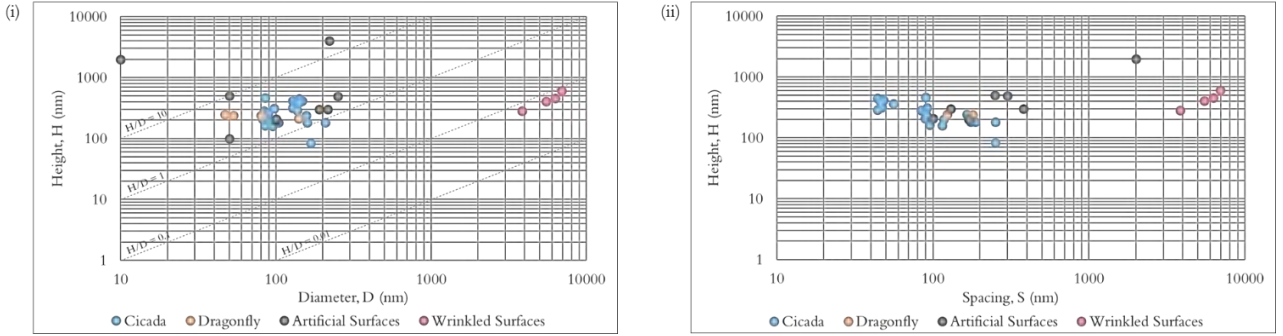 (i)
10000
1000
100
10
1
Height, H (nm)
H/D = 10
H/D = 1
H/D = 0.1
H/D = 0.01
10 100 1000 10000
Diameter, D (nm)
Cicada Dragonfly Artificial Surfaces Wrinkled Surfaces
(ii)
10000
1000
100
10
1
Height, H (nm)
10 100 1000 10000
Spacing, S (nm)
Cicada Dragonfly Artificial Surfaces Wrinkled Surfaces